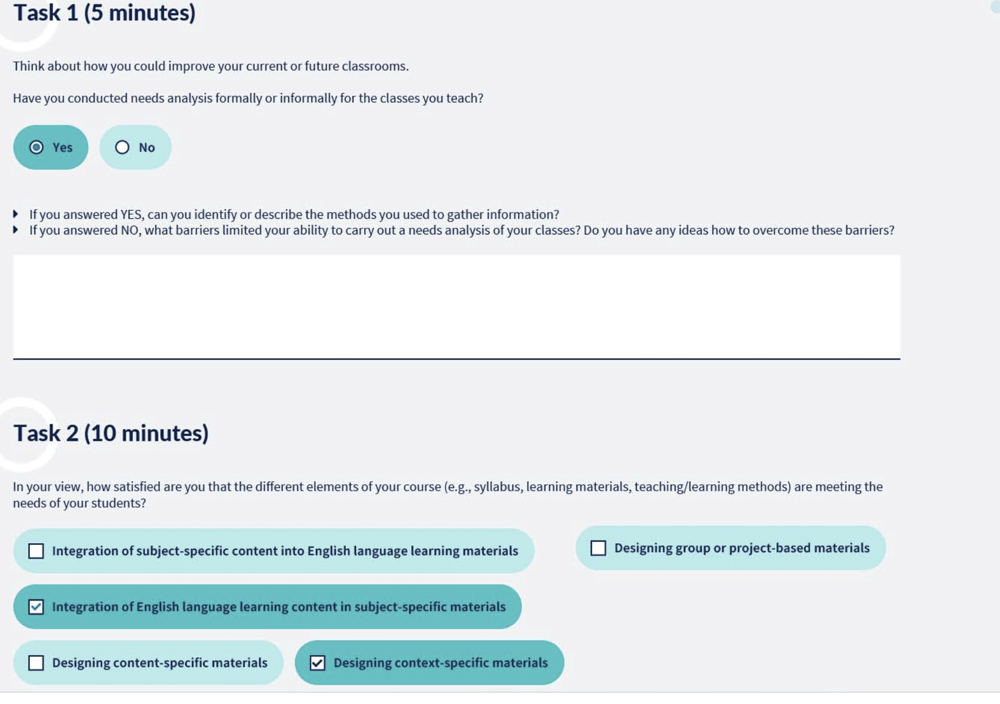 Task 1 (5 minutes)
Think about how you could improve your current or future classrooms.
Have you conducted needs analysis formally or informally for the classes you teach?
Yes
No
If you answered YES, can you identify or describe the methods you used to gather information?
If you answered NO, what barriers limited your ability to carry out a needs analysis of your classes? Do you have any ideas how to overcome these barriers?
Task 2 (10 minutes)
In your view, how satisfied are you that the different elements of your course (e.g., syllabus, learning materials, teaching/learning methods) are meeting the
needs of your students?
Integration of subject-specific content into English language learning materials
Designing group or project-based materials
Integration of English language learning content in subject-specific materials
Designing content-specific materials
Designing context-specific materials